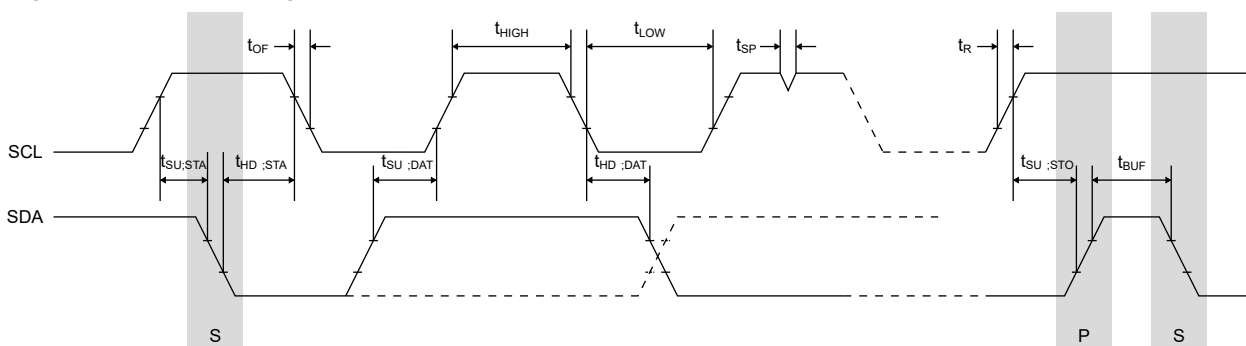 tOF
tHIGH
tLOW
tSP
tR
SCL
tSU;STA
tHD ;STA
tSU ;DAT
tHD ;DAT
tSU ;STO
tBUF
SDA
S
P
S